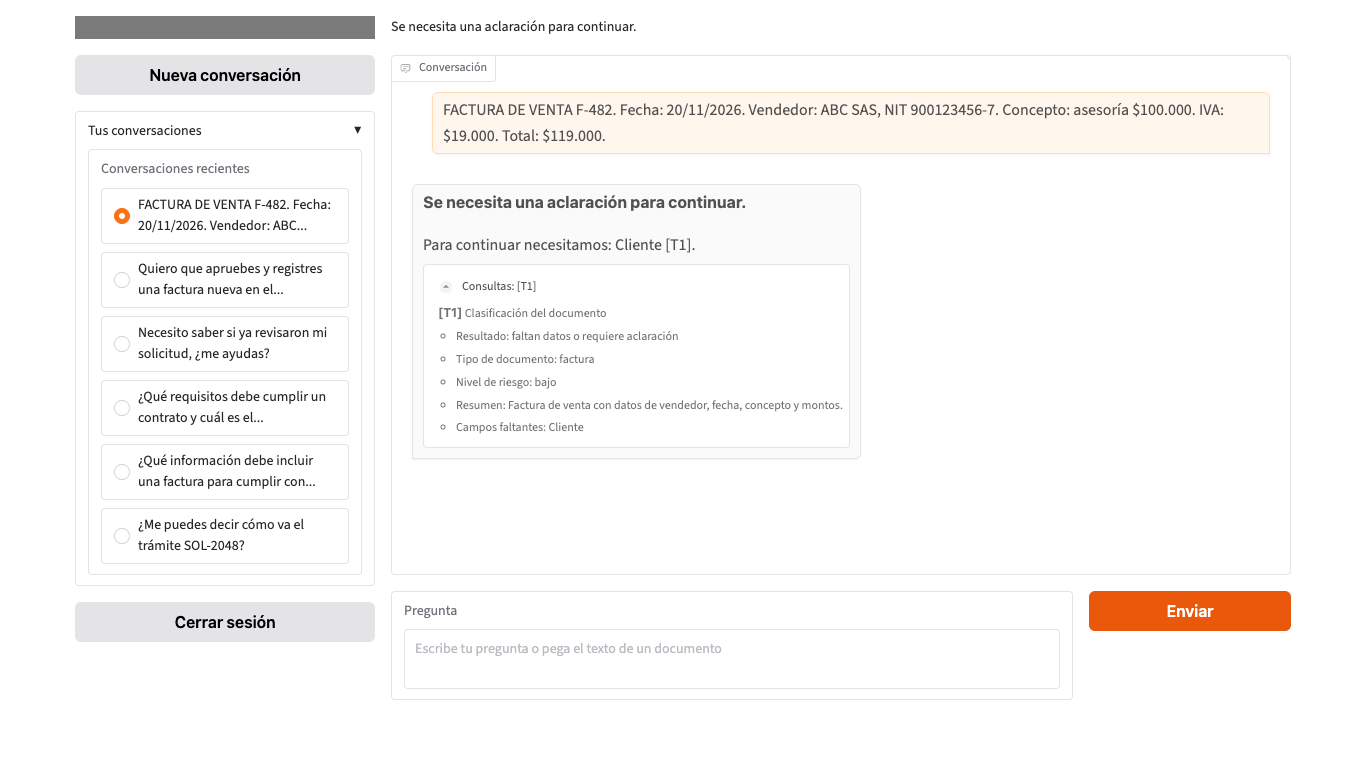 Se necesita una aclaración para continuar.
Nueva conversación
Tus conversaciones
▼
Conversaciones recientes
FACTURA DE VENTA F-482. Fecha:
20/11/2026. Vendedor: ABC...
Quiero que apruebes y registres
una factura nueva en el...
Necesito saber si ya revisaron mi
solicitud, ¿me ayudas?
¿Qué requisitos debe cumplir un
contrato y cuál es el...
¿Qué información debe incluir
una factura para cumplir con...
¿Me puedes decir cómo va el
trámite SOL-2048?
Cerrar sesión
Conversación
FACTURA DE VENTA F-482. Fecha: 20/11/2026. Vendedor: ABC SAS, NIT 900123456-7. Concepto: asesoría $100.000. IVA:
$19.000. Total: $119.000.
Se necesita una aclaración para continuar.
Para continuar necesitamos: Cliente [T1].
Consultas: [T1]
[T1] Clasificación del documento
Resultado: faltan datos o requiere aclaración
Tipo de documento: factura
Nivel de riesgo: bajo
Resumen: Factura de venta con datos de vendedor, fecha, concepto y montos.
Campos faltantes: Cliente
Pregunta
Escribe tu pregunta o pega el texto de un documento
Enviar